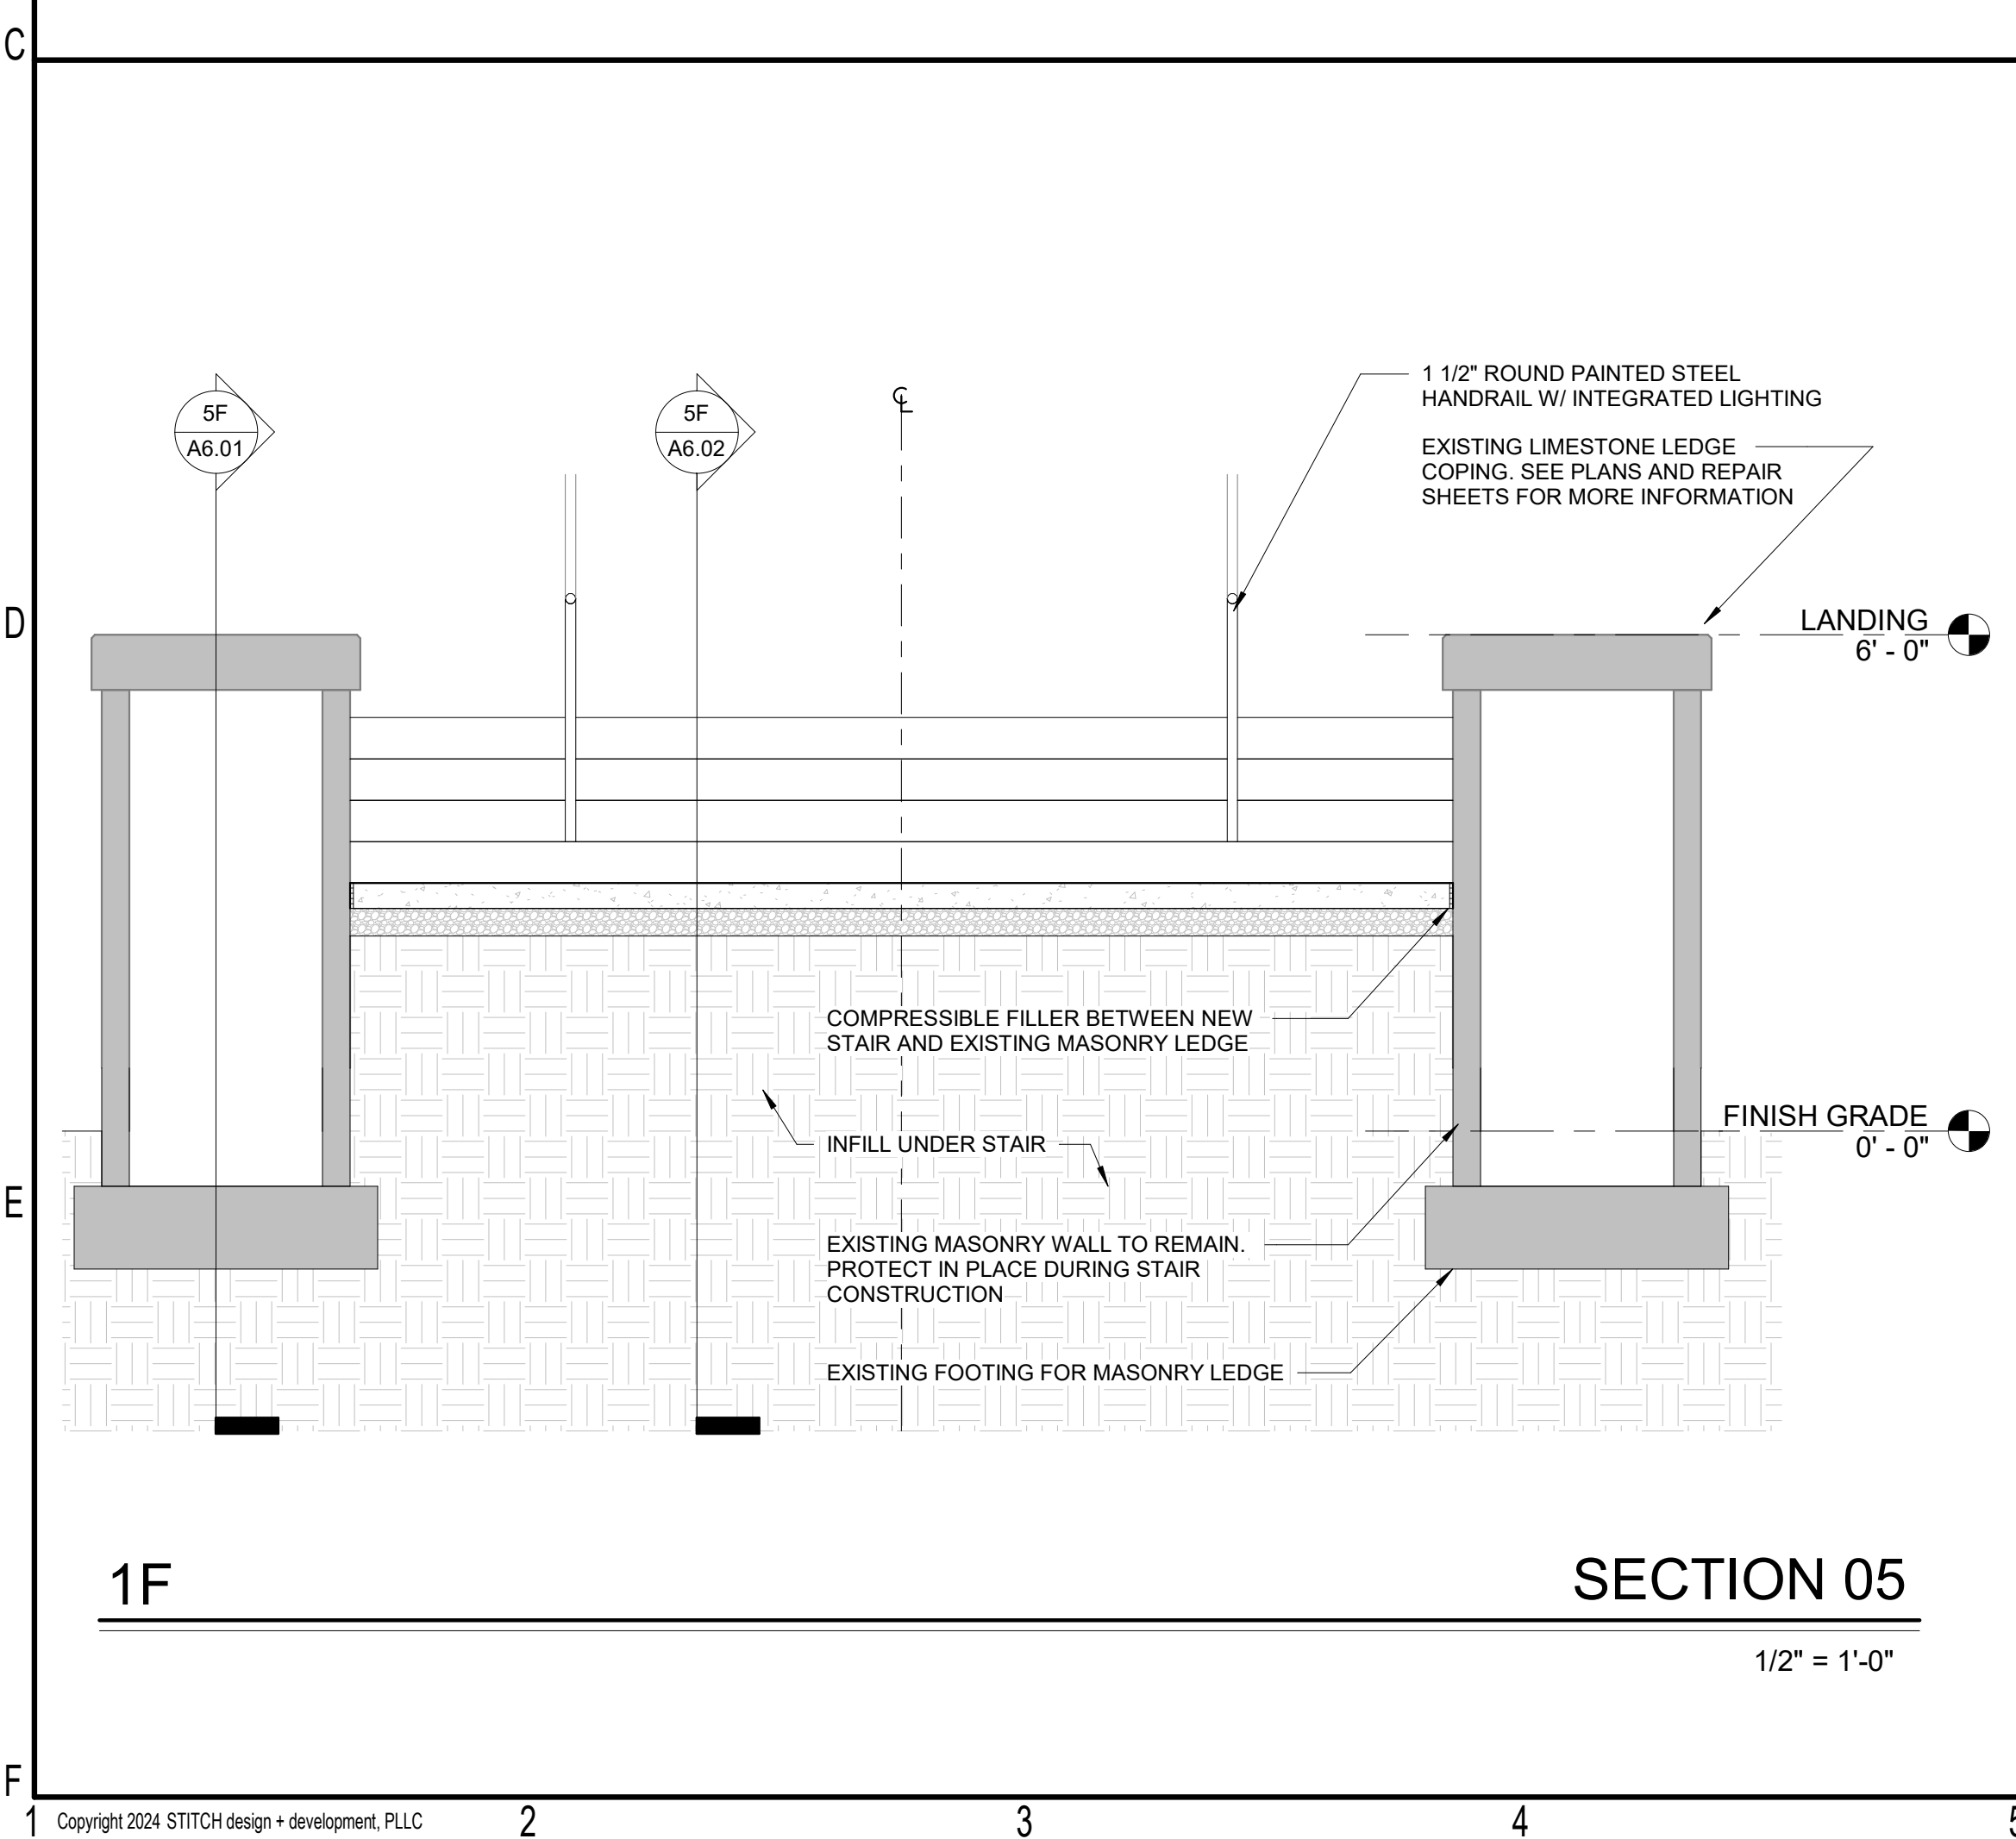 C
5F
A6.01
5F
A6.02
℄
1 1/2" ROUND PAINTED STEEL
HANDRAIL W/ INTEGRATED LIGHTING
EXISTING LIMESTONE LEDGE
COPING. SEE PLANS AND REPAIR
SHEETS FOR MORE INFORMATION
D
LANDING
6' - 0"
COMPRESSIBLE FILLER BETWEEN NEW
STAIR AND EXISTING MASONRY LEDGE
FINISH GRADE
0' - 0"
INFILL UNDER STAIR
E
EXISTING MASONRY WALL TO REMAIN.
PROTECT IN PLACE DURING STAIR
CONSTRUCTION
EXISTING FOOTING FOR MASONRY LEDGE
1F
SECTION 05
1/2" = 1'-0"
F
1
Copyright 2024 STITCH design + development, PLLC
2
3
4
5